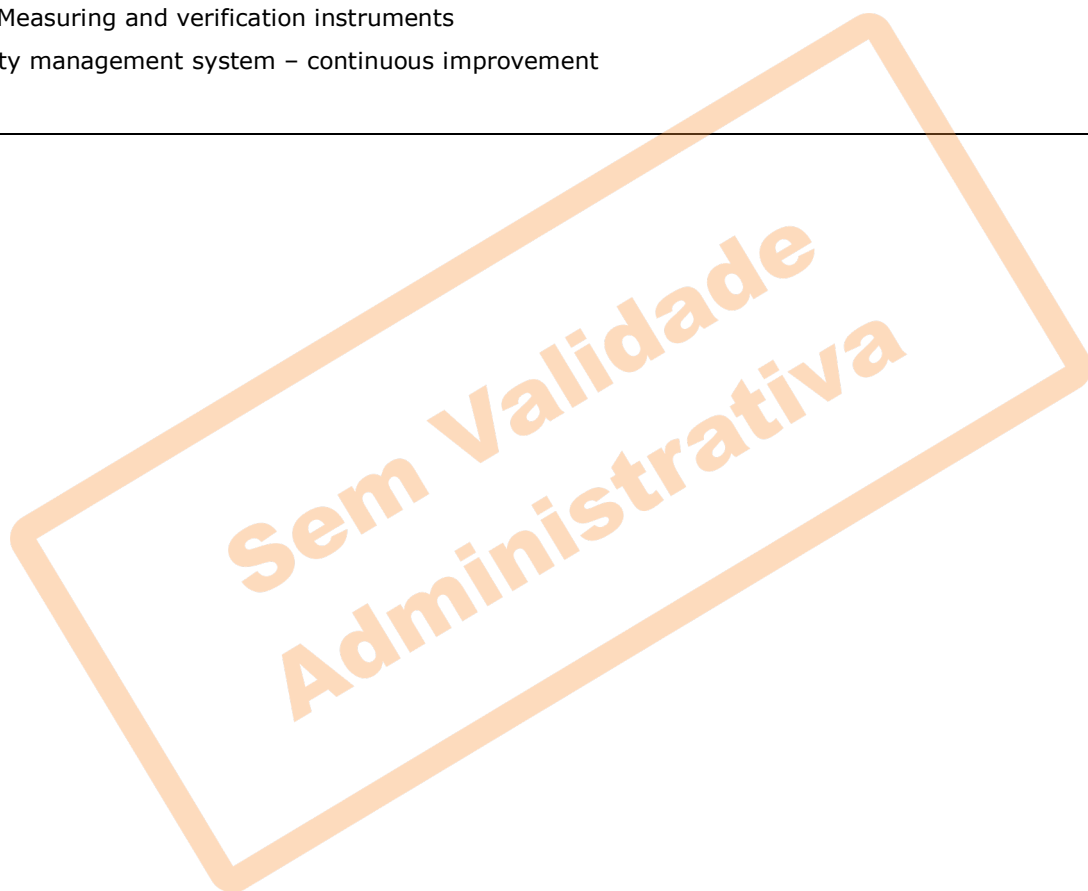 Measuring and verification instruments
ty management system – continuous improvement
Sem Validade
Administrativa